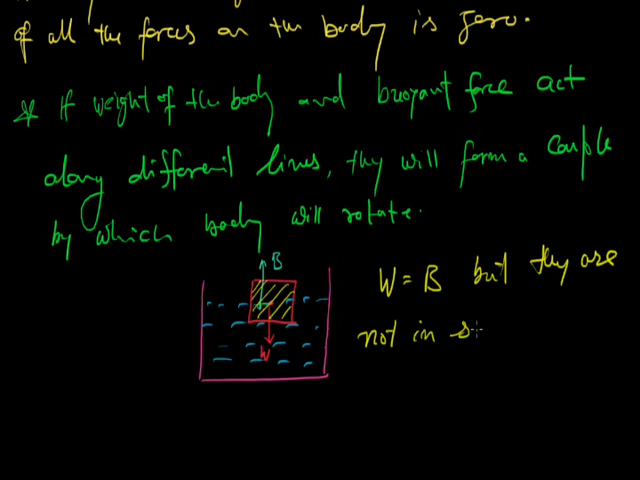 of all the forces on the body is zero.
* If weight of the body and buoyant force act
along different lines, they will form a couple
by which body will rotate.
B
W = B but they are
not in s
W